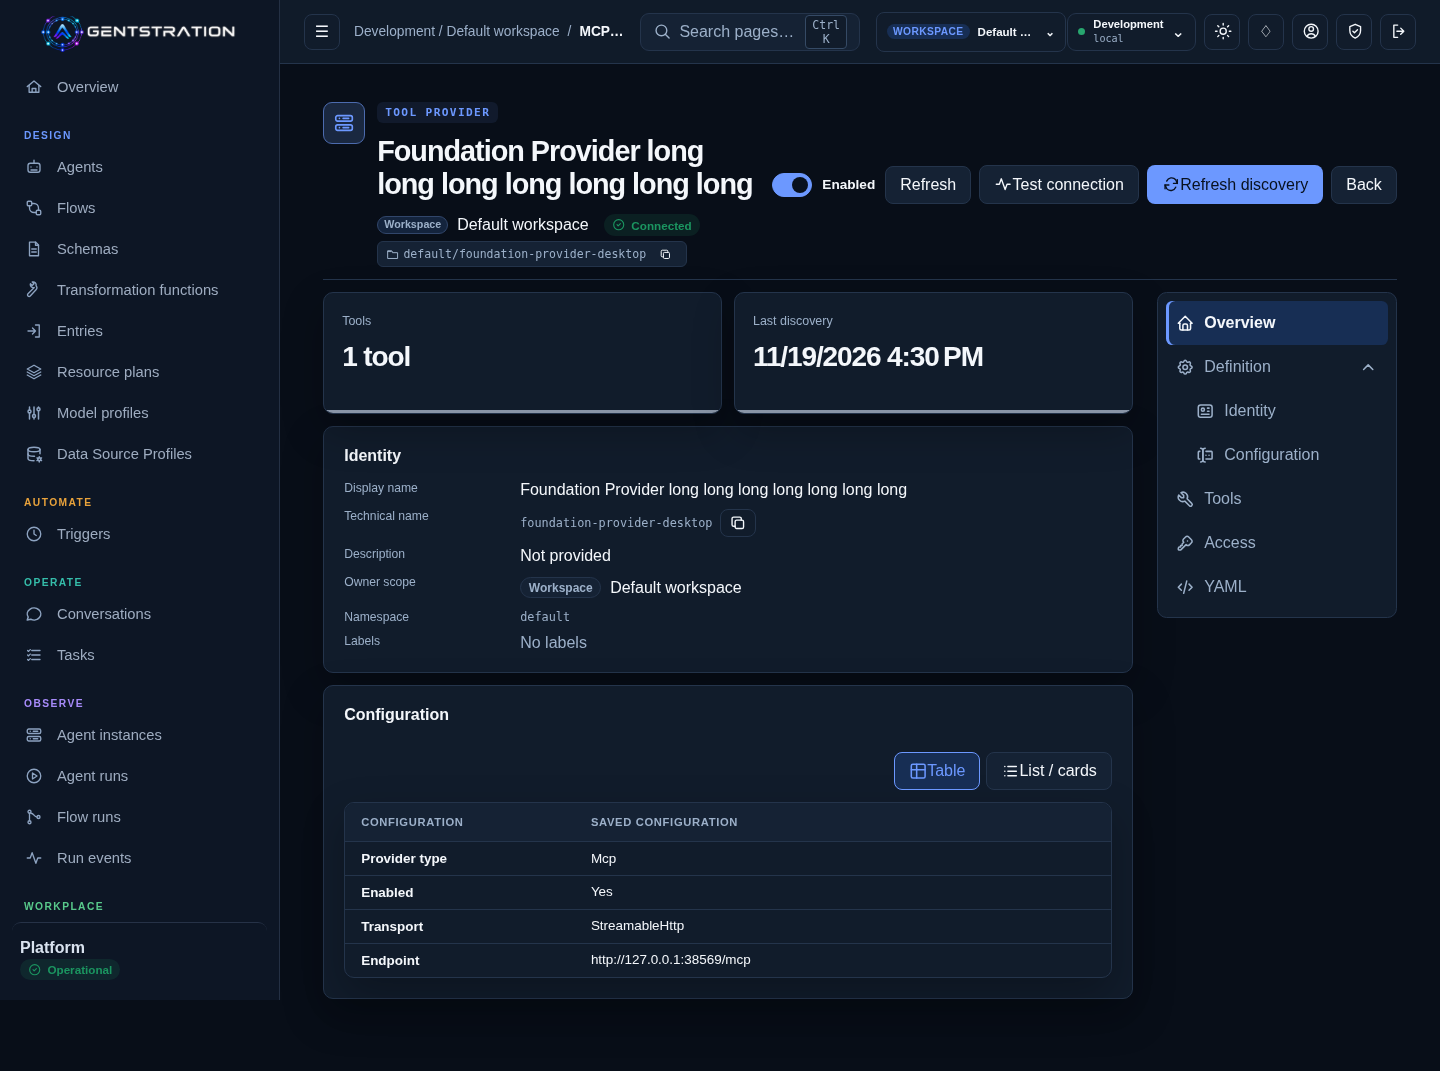 GENTSTRATION
Overview
DESIGN
Agents
Flows
Schemas
Transformation functions
Entries
Resource plans
Model profiles
Data Source Profiles
AUTOMATE
Triggers
OPERATE
Conversations
Tasks
OBSERVE
Agent instances
Agent runs
Flow runs
Run events
WORKPLACE
Platform
Operational
Development / Default workspace / MCP...
Search pages...
Ctrl
K
WORKSPACE Default ...
Development
local
TOOL PROVIDER
Foundation Provider long
long long long long long long
Enabled
Refresh
Test connection
Refresh discovery
Back
Workspace Default workspace Connected
default/foundation-provider-desktop
Tools
1 tool
Last discovery
11/19/2026 4:30 PM
Identity
Display name Foundation Provider long long long long long long long
Technical name foundation-provider-desktop
Description Not provided
Owner scope Workspace Default workspace
Namespace default
Labels No labels
Configuration
Table List / cards
CONFIGURATION SAVED CONFIGURATION
Provider type Mcp
Enabled Yes
Transport StreamableHttp
Endpoint http://127.0.0.1:38569/mcp
Overview
Definition
Identity
Configuration
Tools
Access
YAML